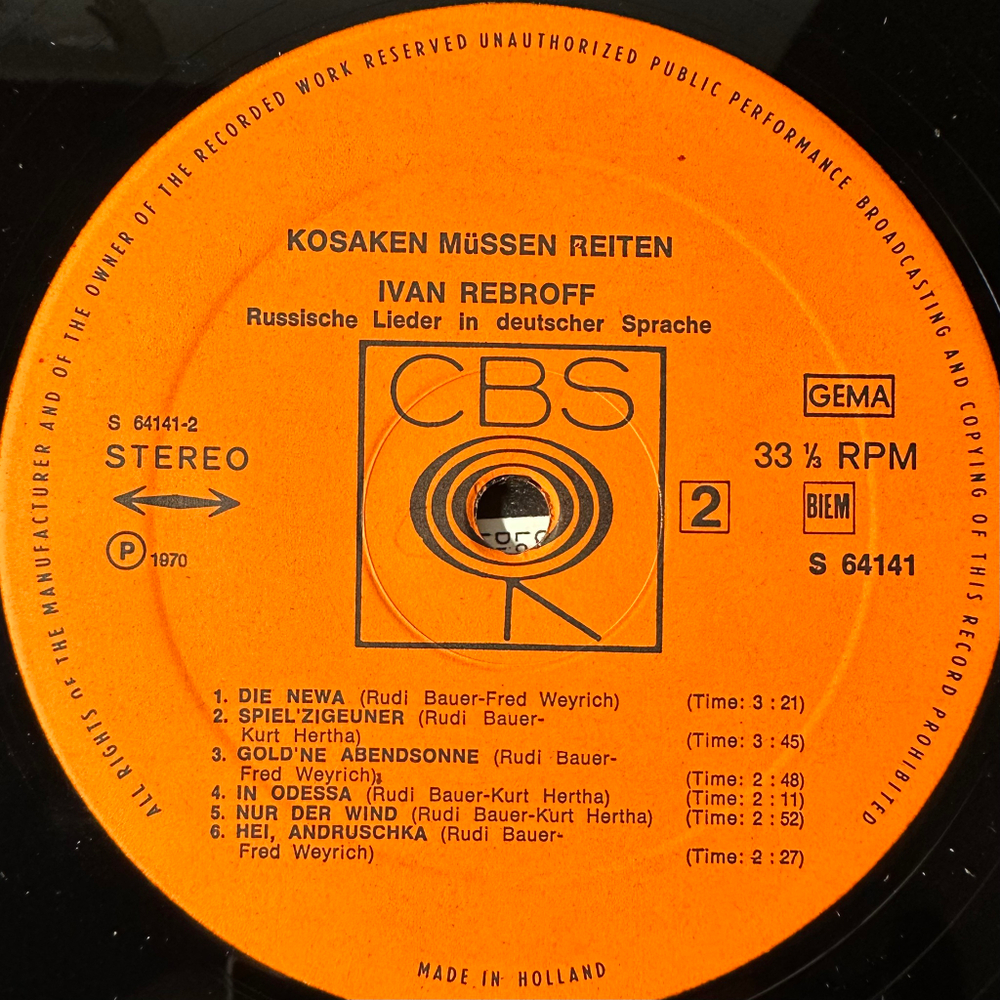 ALL RIGHTS OF THE MANUFACTURER AND OF THE OWNER OF THE RECORDED WORK RESERVED UNAUTHORIZED PUBLIC PERFORMANCE BROADCASTING AND COPYING OF THIS RECORD PROHIBITED
KOSAKEN MüSSEN REITEN
IVAN REBROFF
Russische Lieder in deutscher Sprache
CBS
GEMA
S 64141-2
STEREO
33 ⅓ RPM
2
BIEM
P 1970
S 64141
1. DIE NEWA (Rudi Bauer-Fred Weyrich) (Time: 3 : 21)
2. SPIEL'ZIGEUNER (Rudi Bauer-
Kurt Hertha) (Time: 3 : 45)
3. GOLD'NE ABENDSONNE (Rudi Bauer-
Fred Weyrich) (Time: 2 : 48)
4. IN ODESSA (Rudi Bauer-Kurt Hertha) (Time: 2 : 11)
5. NUR DER WIND (Rudi Bauer-Kurt Hertha) (Time: 2 : 52)
6. HEI, ANDRUSCHKA (Rudi Bauer-
Fred Weyrich) (Time: 2 : 27)
MADE IN HOLLAND